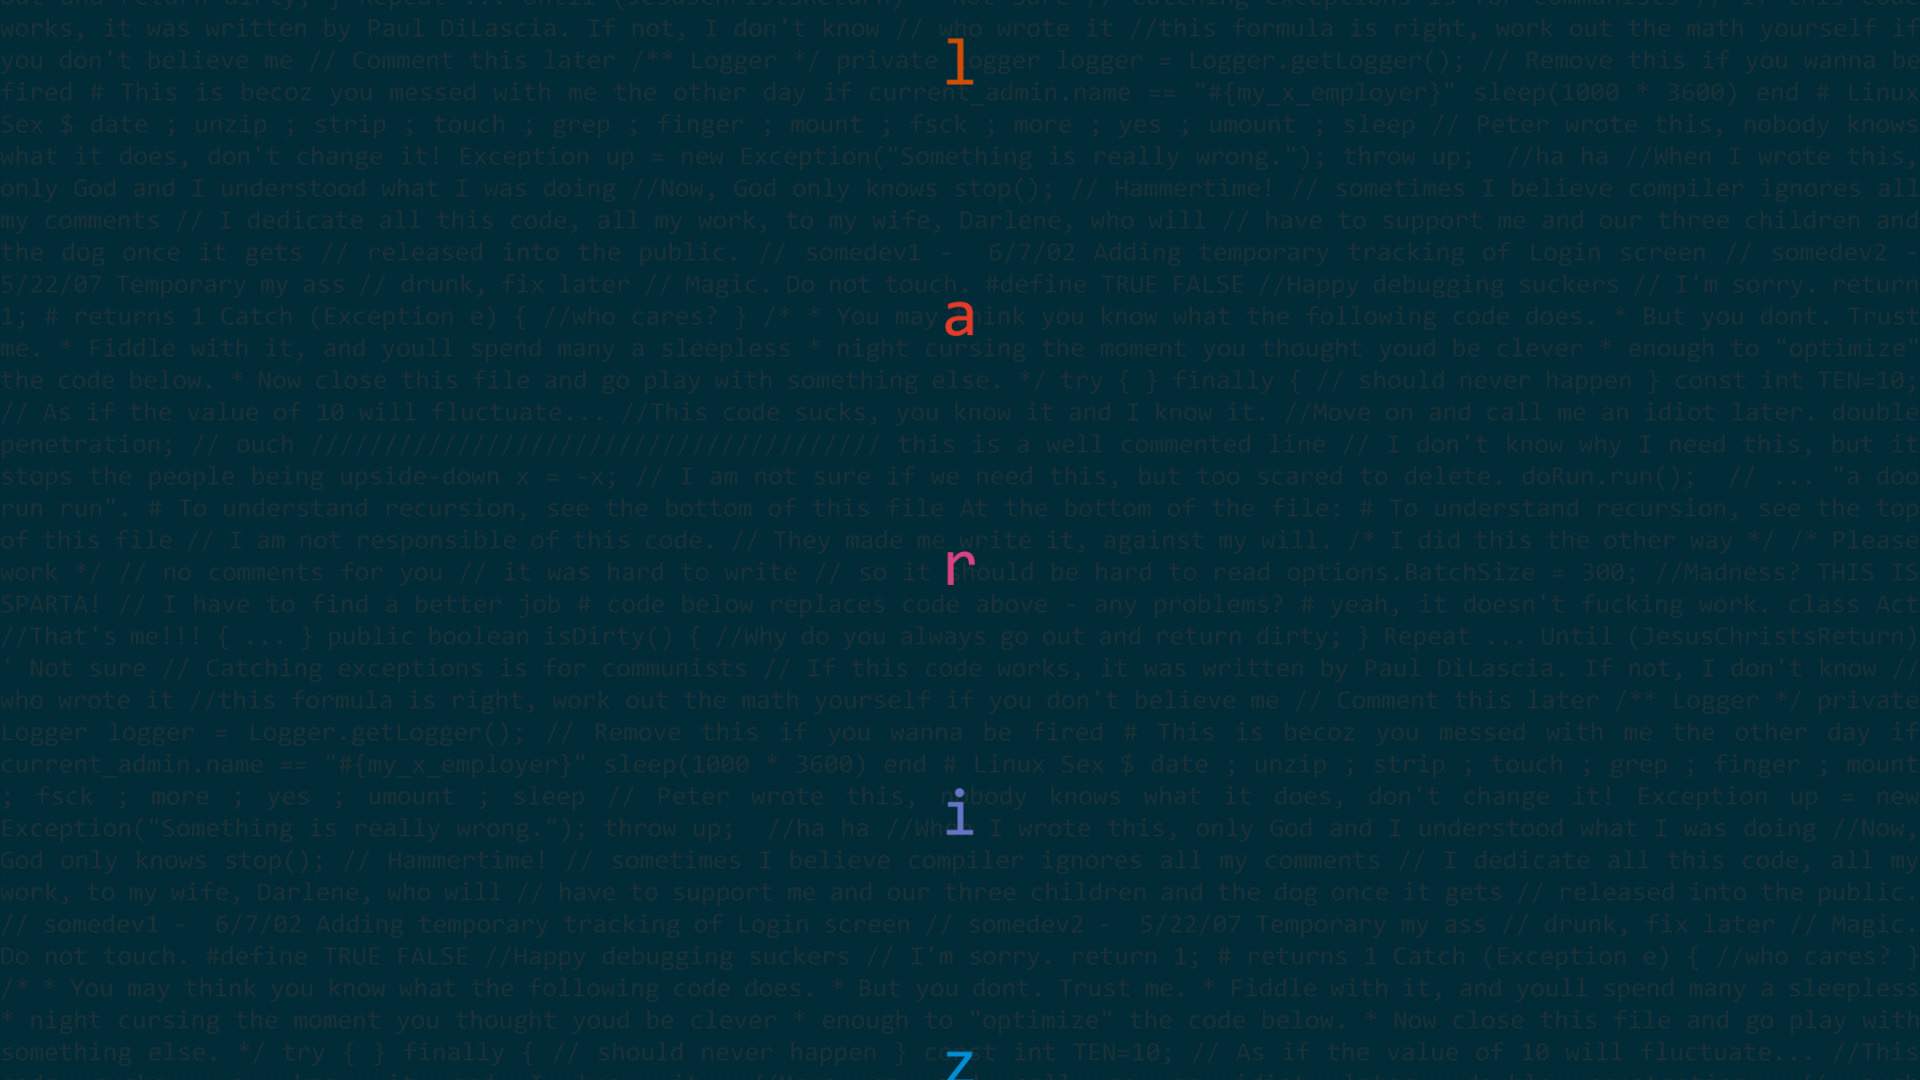 out and return dirty; } Repeat ... Until (JesusChristsReturn) ' Not sure // Catching exceptions is for communists // If this code
works, it was written by Paul DiLascia. If not, I don't know // who wrote it //this formula is right, work out the math yourself if
l
you don't believe me // Comment this later /** Logger */ private Logger logger = Logger.getLogger(); // Remove this if you wanna be
fired # This is becoz you messed with me the other day if current_admin.name == "#{my_x_employer}" sleep(1000 * 3600) end # Linux
Sex $ date ; unzip ; strip ; touch ; grep ; finger ; mount ; fsck ; more ; yes ; umount ; sleep // Peter wrote this, nobody knows
what it does, don't change it! Exception up = new Exception("Something is really wrong."); throw up;  //ha ha //When I wrote this,
only God and I understood what I was doing //Now, God only knows stop(); // Hammertime! // sometimes I believe compiler ignores all
my comments // I dedicate all this code, all my work, to my wife, Darlene, who will // have to support me and our three children and
the dog once it gets // released into the public. // somedev1 -  6/7/02 Adding temporary tracking of Login screen // somedev2 -
5/22/07 Temporary my ass // drunk, fix later // Magic. Do not touch. #define TRUE FALSE //Happy debugging suckers // I'm sorry. return
a
1; # returns 1 Catch (Exception e) { //who cares? } /* * You may think you know what the following code does. * But you dont. Trust
me. * Fiddle with it, and youll spend many a sleepless * night cursing the moment you thought youd be clever * enough to "optimize"
the code below. * Now close this file and go play with something else. */ try { } finally { // should never happen } const int TEN=10;
// As if the value of 10 will fluctuate... //This code sucks, you know it and I know it. //Move on and call me an idiot later. double
penetration; // ouch /////////////////////////////////////// this is a well commented line // I don't know why I need this, but it
stops the people being upside-down x = -x; // I am not sure if we need this, but too scared to delete. doRun.run();  // ... "a doo
run run". # To understand recursion, see the bottom of this file At the bottom of the file: # To understand recursion, see the top
of this file // I am not responsible of this code. // They made me write it, against my will. /* I did this the other way */ /* Please
r
work */ // no comments for you // it was hard to write // so it should be hard to read options.BatchSize = 300; //Madness? THIS IS
SPARTA! // I have to find a better job # code below replaces code above - any problems? # yeah, it doesn't fucking work. class Act
//That's me!!! { ... } public boolean isDirty() { //Why do you always go out and return dirty; } Repeat ... Until (JesusChristsReturn)
' Not sure // Catching exceptions is for communists // If this code works, it was written by Paul DiLascia. If not, I don't know //
who wrote it //this formula is right, work out the math yourself if you don't believe me // Comment this later /** Logger */ private
Logger logger = Logger.getLogger(); // Remove this if you wanna be fired # This is becoz you messed with me the other day if
current_admin.name == "#{my_x_employer}" sleep(1000 * 3600) end # Linux Sex $ date ; unzip ; strip ; touch ; grep ; finger ; mount
; fsck ; more ; yes ; umount ; sleep // Peter wrote this, nobody knows what it does, don't change it! Exception up = new
i
Exception("Something is really wrong."); throw up;  //ha ha //When I wrote this, only God and I understood what I was doing //Now,
God only knows stop(); // Hammertime! // sometimes I believe compiler ignores all my comments // I dedicate all this code, all my
work, to my wife, Darlene, who will // have to support me and our three children and the dog once it gets // released into the public.
// somedev1 -  6/7/02 Adding temporary tracking of Login screen // somedev2 -  5/22/07 Temporary my ass // drunk, fix later // Magic.
Do not touch. #define TRUE FALSE //Happy debugging suckers // I'm sorry. return 1; # returns 1 Catch (Exception e) { //who cares? }
/* * You may think you know what the following code does. * But you dont. Trust me. * Fiddle with it, and youll spend many a sleepless
* night cursing the moment you thought youd be clever * enough to "optimize" the code below. * Now close this file and go play with
something else. */ try { } finally { // should never happen } const int TEN=10; // As if the value of 10 will fluctuate... //This
z